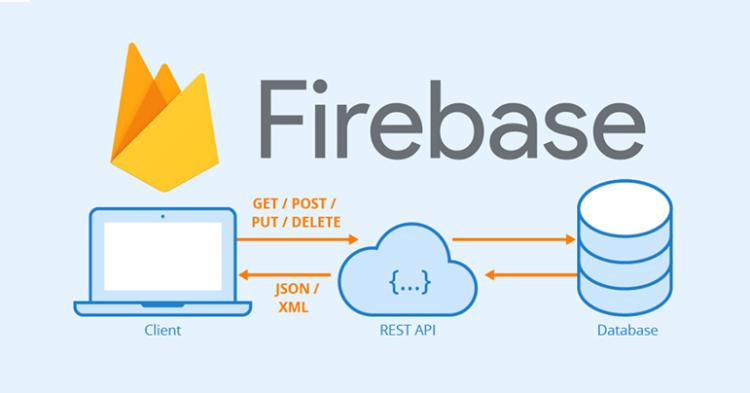 Firebase
GET / POST /
PUT / DELETE
{...}
JSON /
XML
Client
REST API
Database